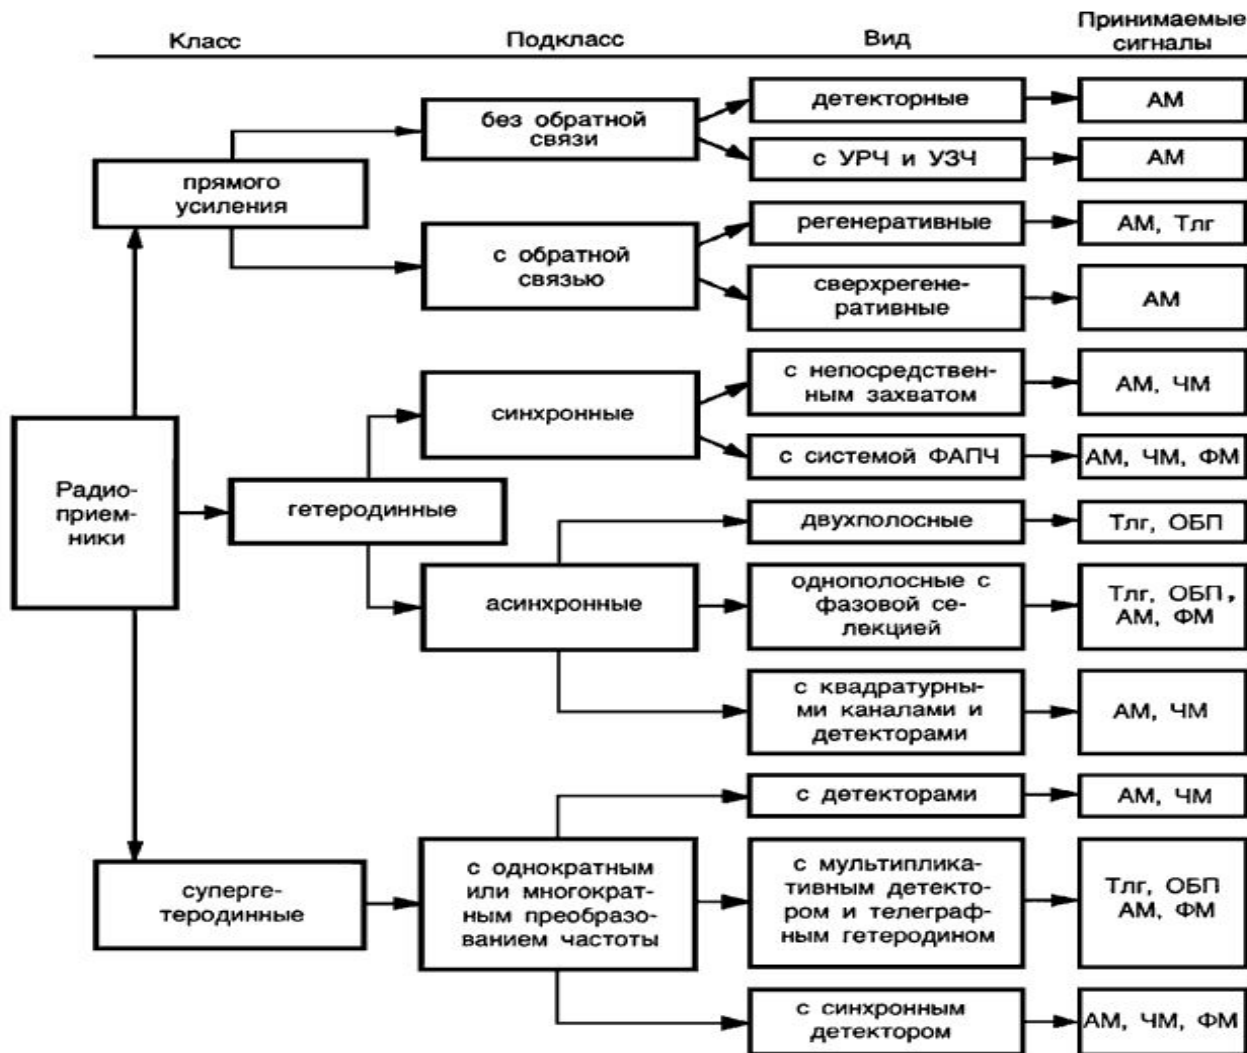 Класс
Подкласс
Вид
Принимаемые
сигналы
Радио-
прием-
ники
прямого
усиления
без обратной
связи
детекторные
АМ
с УРЧ и УЗЧ
АМ
с обратной
связью
регенеративные
АМ, Тлг
сверхрегене-
ративные
АМ
гетеродинные
синхронные
с непосредствен-
ным захватом
АМ, ЧМ
с системой ФАПЧ
АМ, ЧМ, ФМ
асинхронные
двухполосные
Тлг, ОБП
однополосные с
фазовой се-
лекцией
Тлг, ОБП,
АМ, ФМ
с квадратурны-
ми каналами и
детекторами
АМ, ЧМ
суперге-
теродинные
с однократным
или многократ-
ным преобразо-
ванием частоты
с детекторами
АМ, ЧМ
с мультиплика-
тивным детекто-
ром и телеграф-
ным гетеродином
Тлг, ОБП
АМ, ФМ
с синхронным
детектором
АМ, ЧМ, ФМ